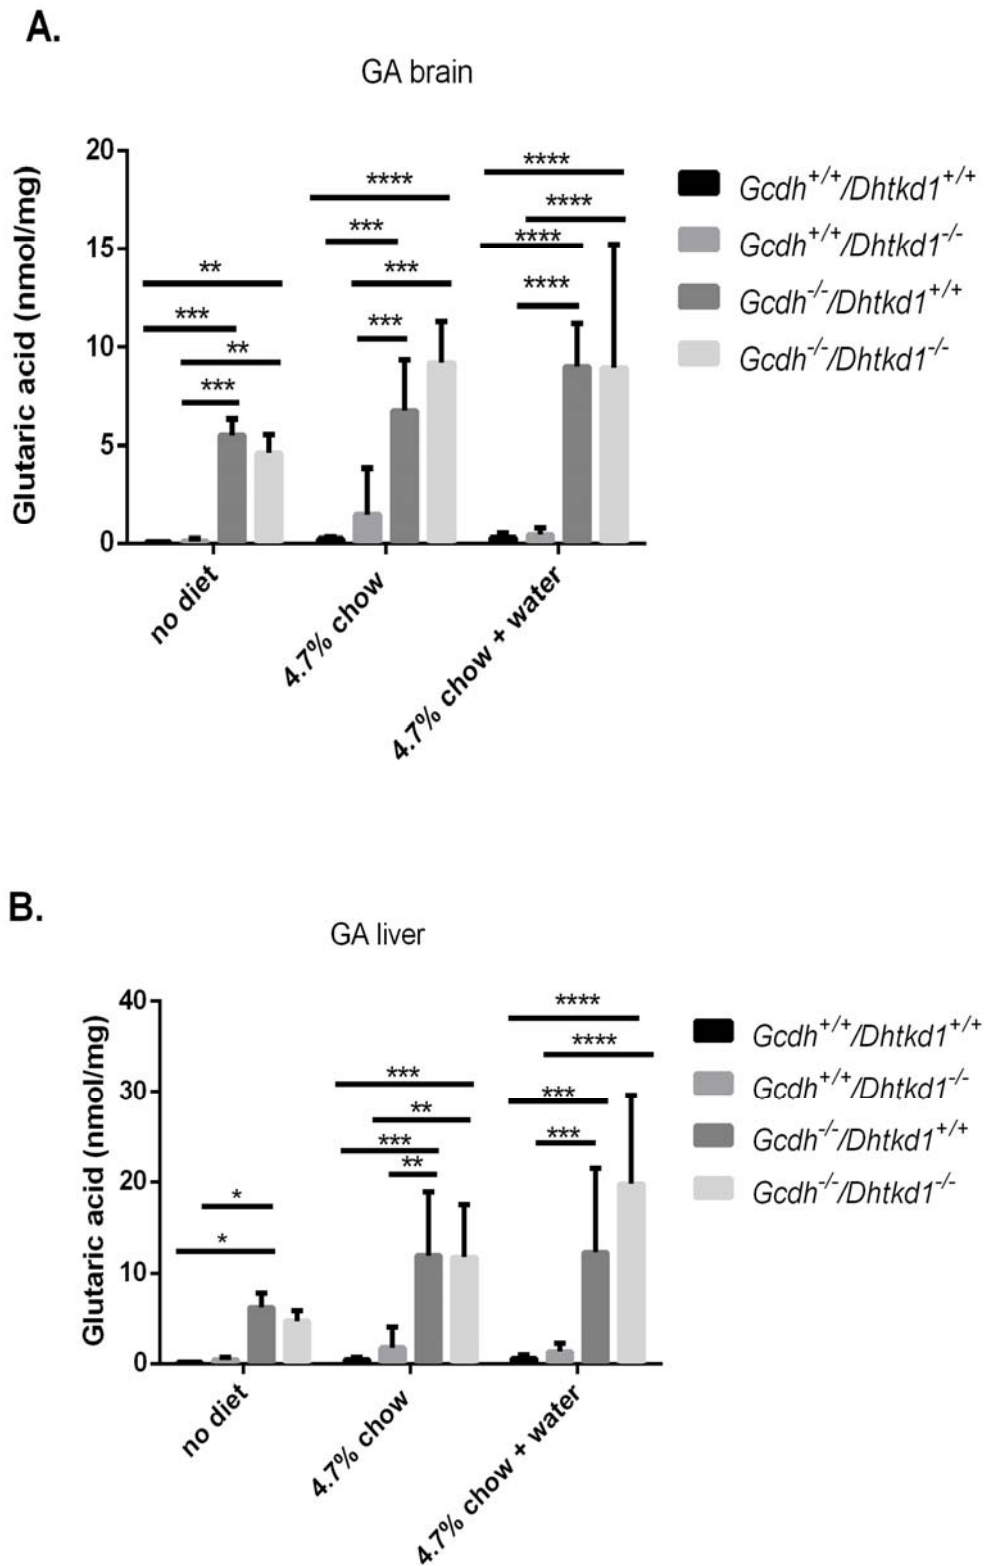 A.
GA brain
Glutaric acid (nmol/mg)
20
15
10
5
0
**
***
**
***
****
***
***
***
****
****
****
****
no diet
4.7% chow
4.7% chow + water
Gcdh+/+/Dhtkd1+/+
Gcdh+/+/Dhtkd1-/-
Gcdh-/-/Dhtkd1+/+
Gcdh-/-/Dhtkd1-/-
B.
GA liver
Glutaric acid (nmol/mg)
40
30
20
10
0
*
*
***
**
***
**
****
****
***
***
no diet
4.7% chow
4.7% chow + water
Gcdh+/+/Dhtkd1+/+
Gcdh+/+/Dhtkd1-/-
Gcdh-/-/Dhtkd1+/+
Gcdh-/-/Dhtkd1-/-